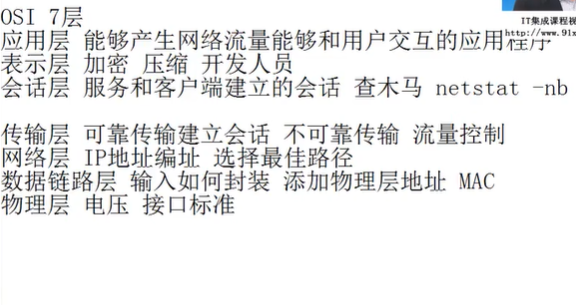 OSI 7层
应用层 能够产生网络流量能够和用户交互的应用程序
表示层 加密 压缩 开发人员
会话层 服务和客户端建立的会话 查木马 netstat -nb
传输层 可靠传输建立会话 不可靠传输 流量控制
网络层 IP地址编址 选择最佳路径
数据链路层 输入如何封装 添加物理层地址 MAC
物理层 电压 接口标准
IT集成课程视
http://www.91x